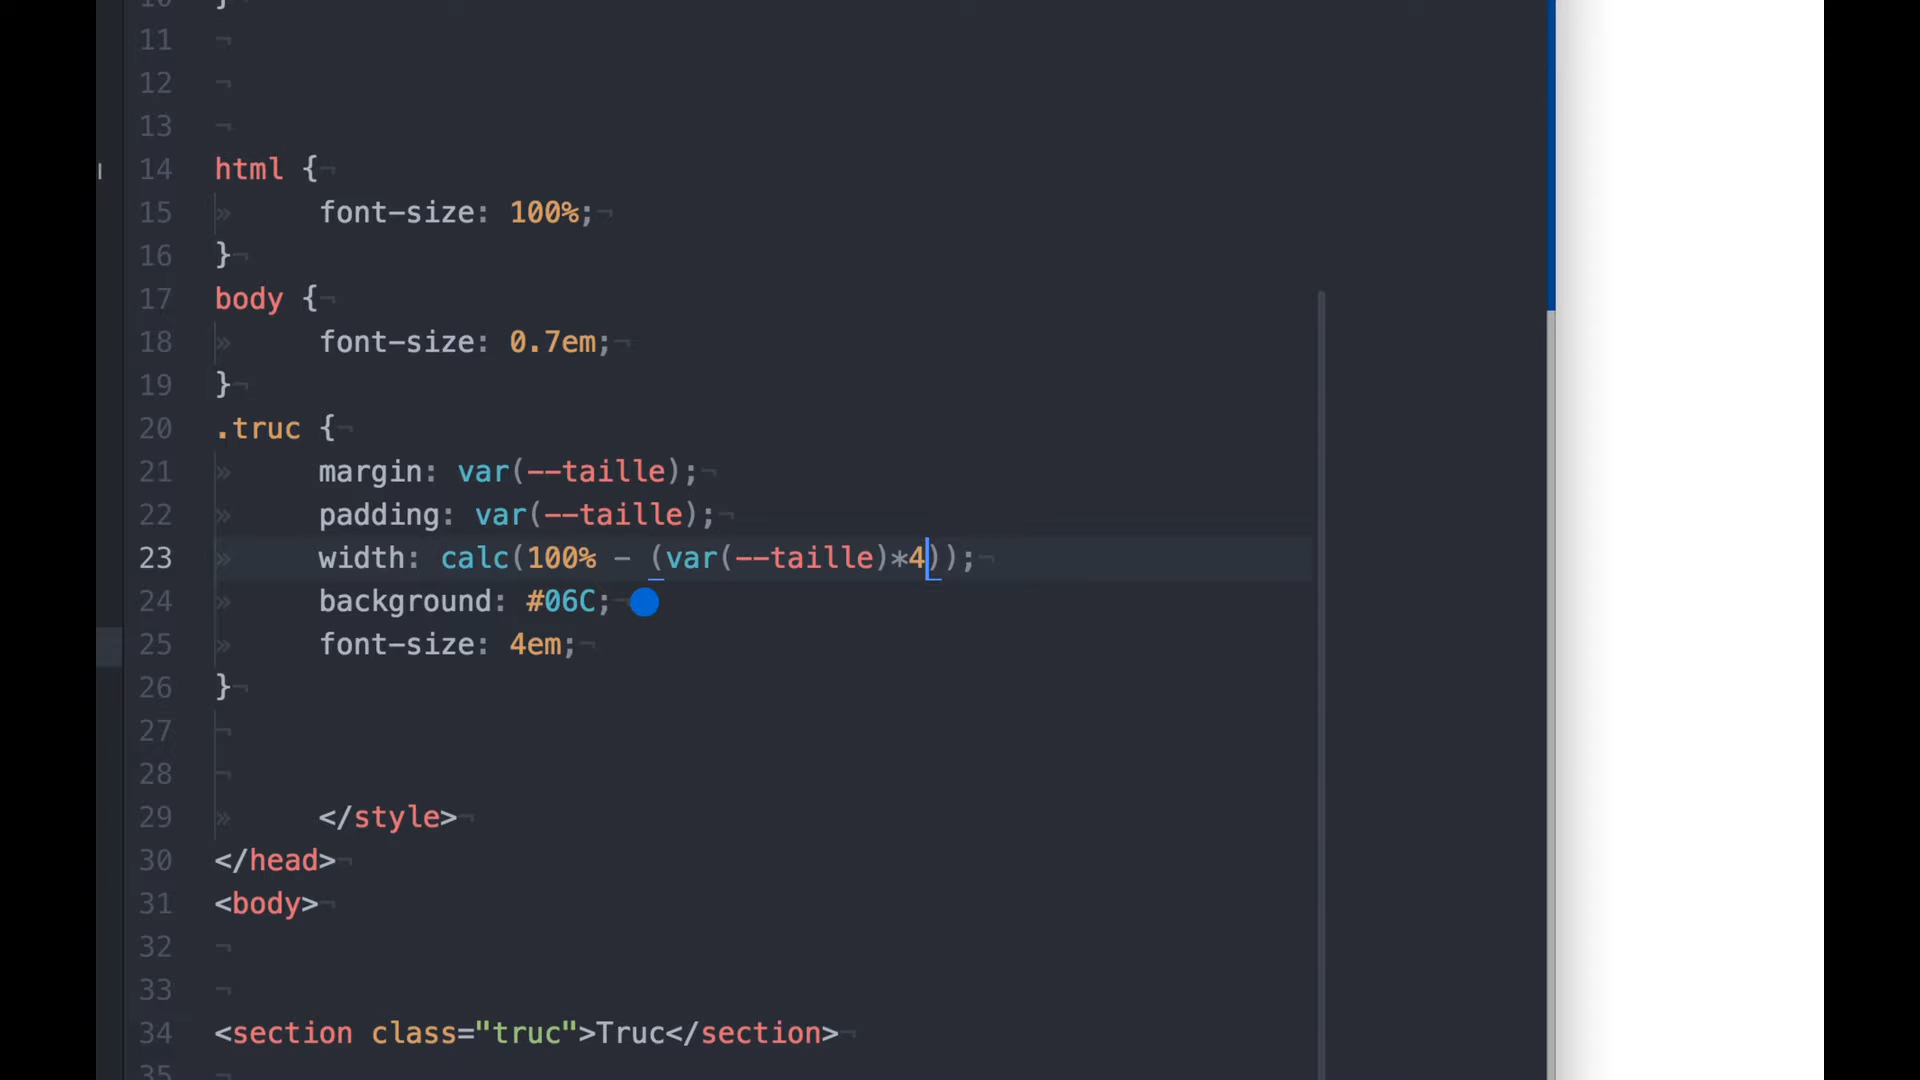 10 }
11
12
13
14 html {
15 font-size: 100%;
16 }
17 body {
18 font-size: 0.7em;
19 }
20 .truc {
21 margin: var(--taille);
22 padding: var(--taille);
23 width: calc(100% - (var(--taille)*4));
24 background: #06C;
25 font-size: 4em;
26 }
27
28
29 </style>
30 </head>
31 <body>
32
33
34 <section class="truc">Truc</section>
35